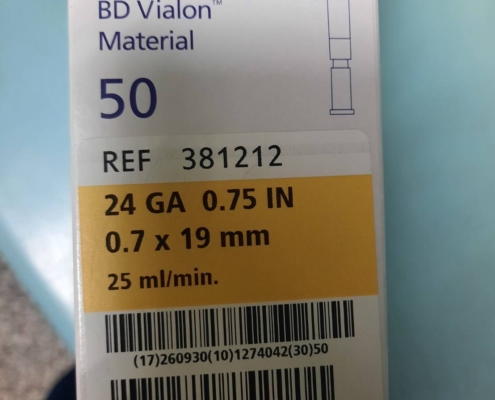 BD Vialon™
Material
50
REF 381212
24 GA 0.75 IN
0.7 x 19 mm
25 ml/min.
(17)260930(10)1274042(30)50